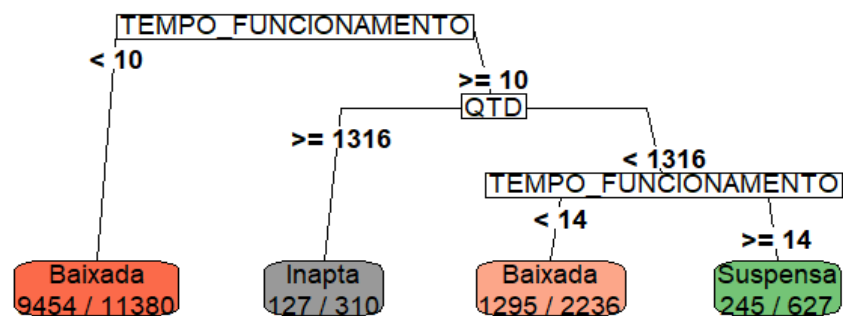 TEMPO_FUNCIONAMENTO
< 10
>= 10
QTD
>= 1316
< 1316
TEMPO_FUNCIONAMENTO
< 14
>= 14
Baixada
9454 / 11380
Inapta
127 / 310
Baixada
1295 / 2236
Suspensa
245 / 627